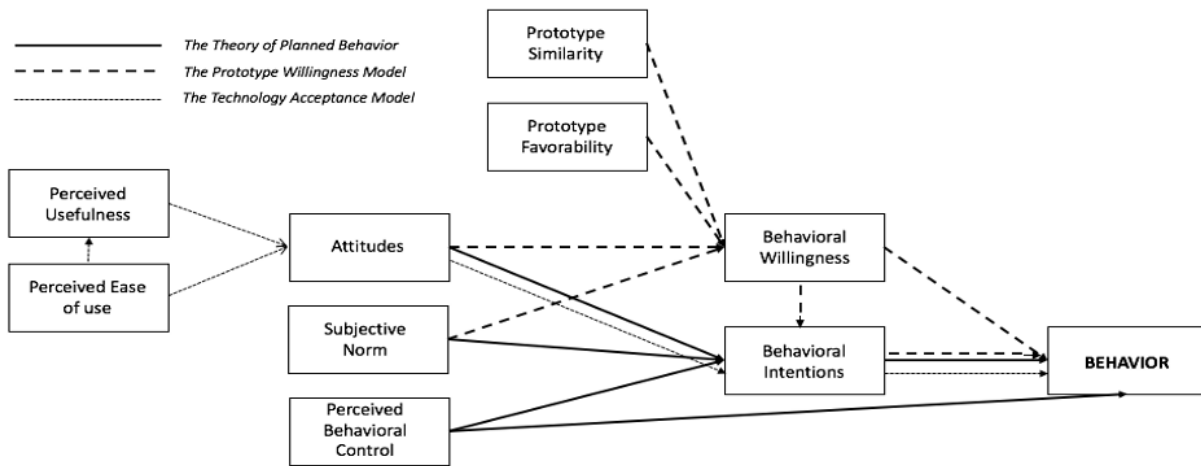 The Theory of Planned Behavior
The Prototype Willingness Model
The Technology Acceptance Model
Prototype
Similarity
Prototype
Favorability
Perceived
Usefulness
Perceived Ease
of use
Attitudes
Subjective
Norm
Perceived
Behavioral
Control
Behavioral
Willingness
Behavioral
Intentions
BEHAVIOR